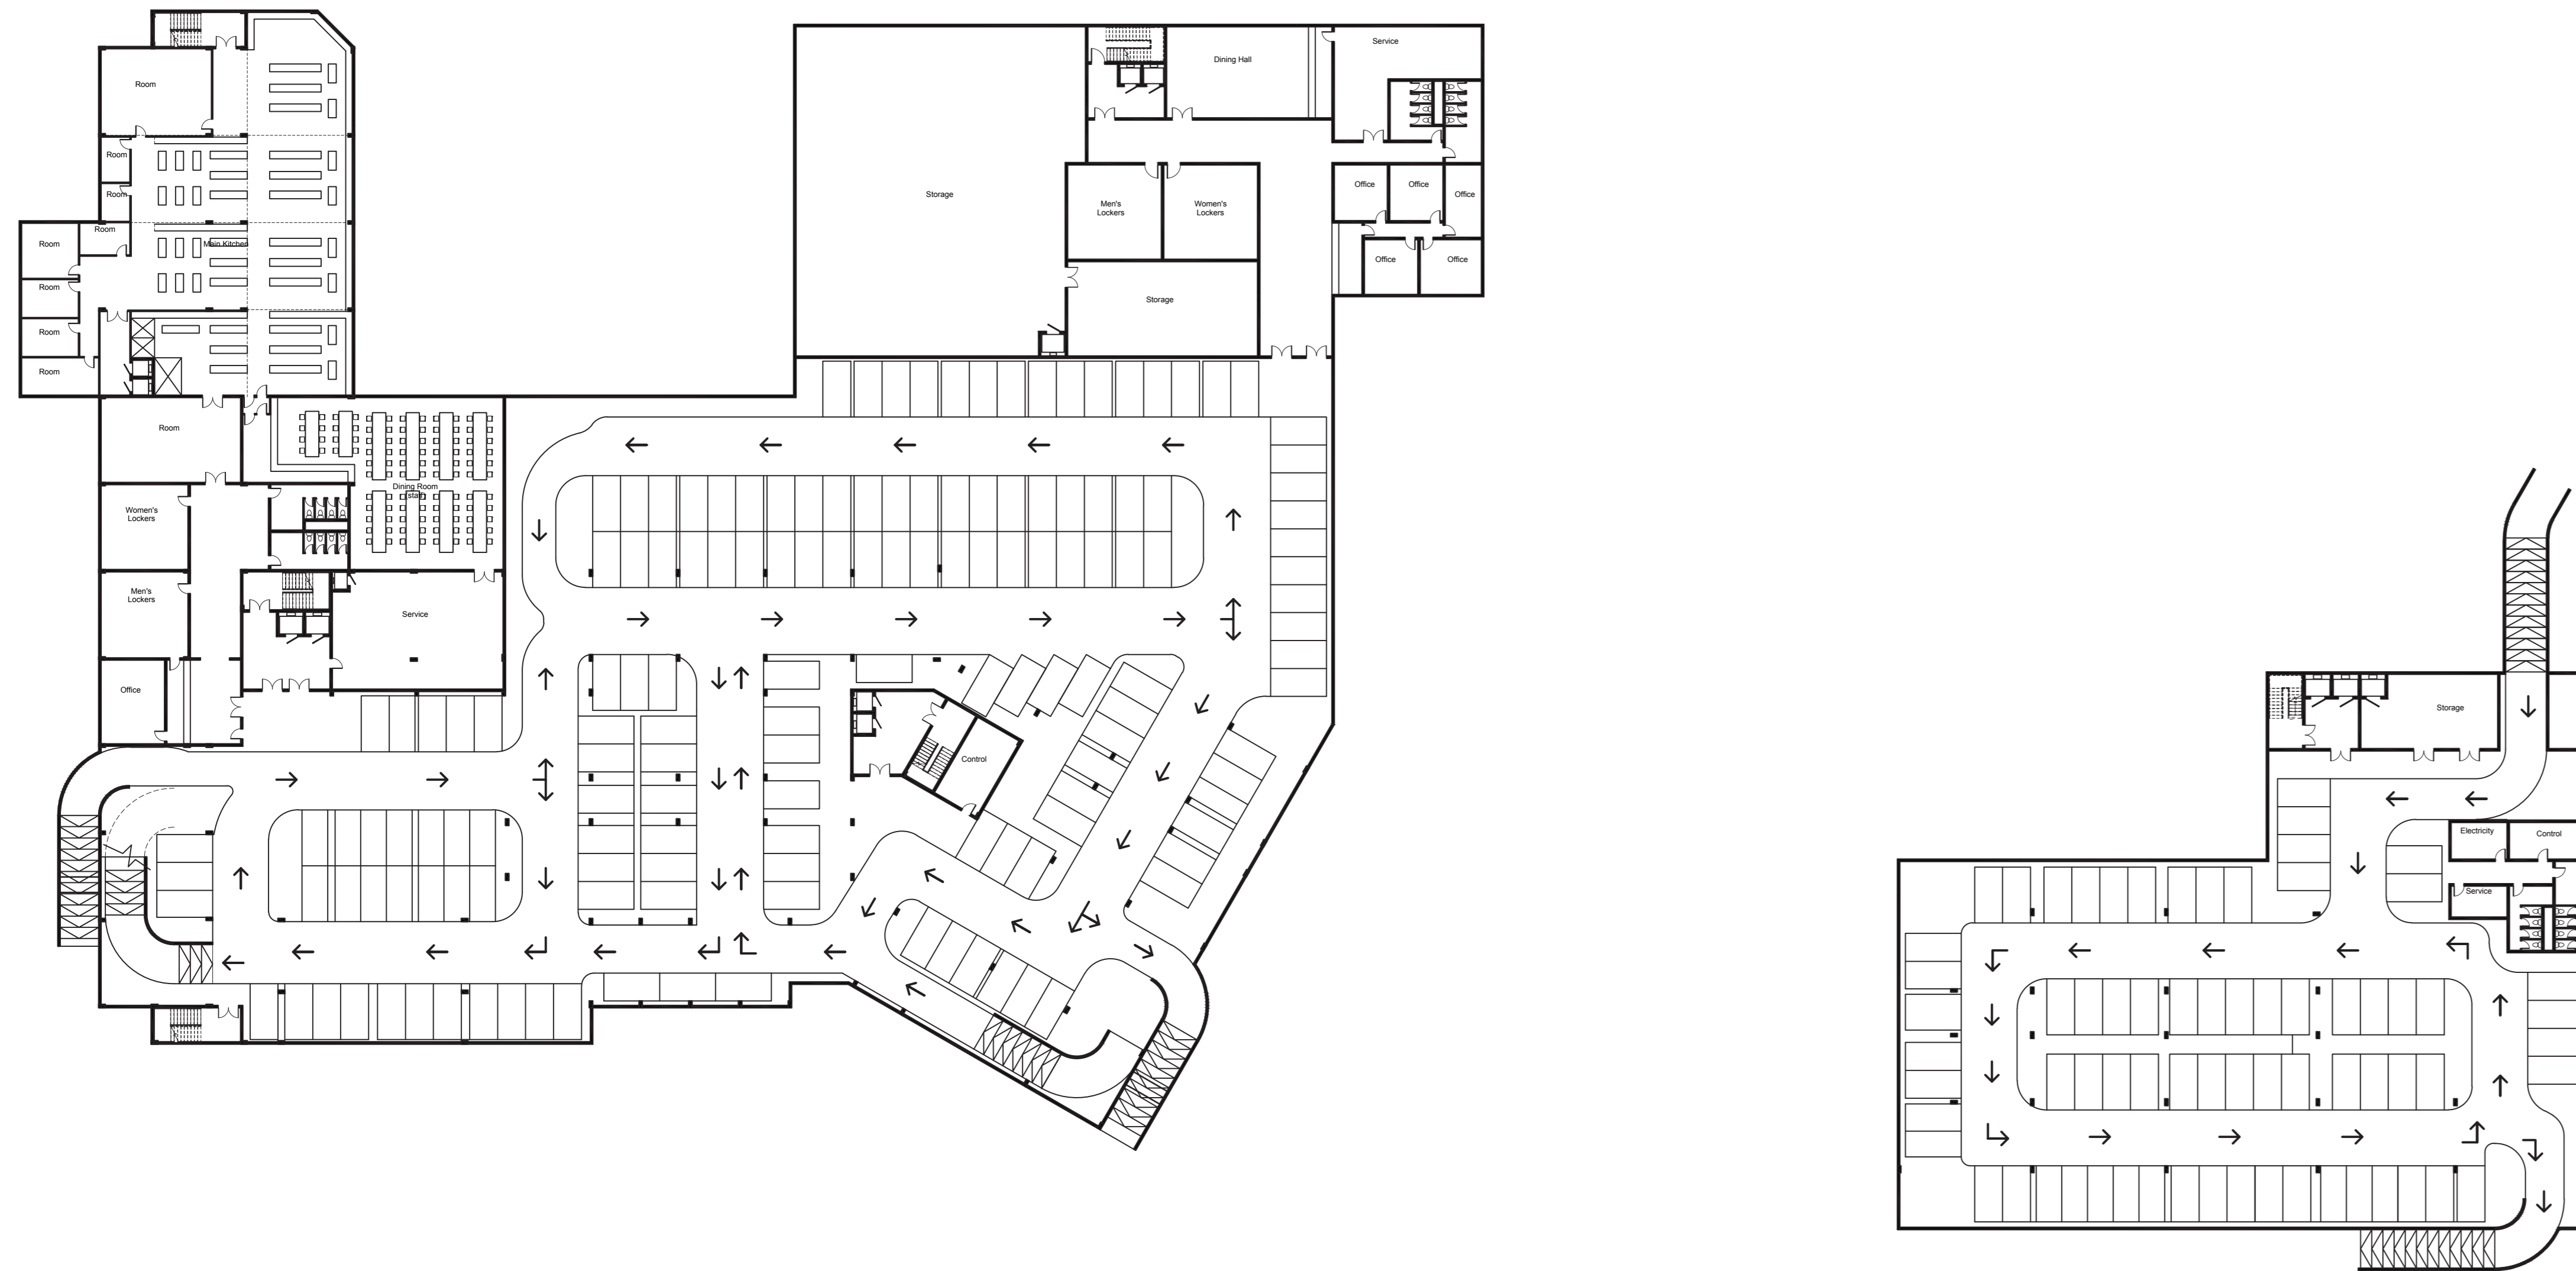 Service
Dining Hall
Room
Room
Storage
Office
Office
Office
Room
Men's
Lockers
Women's
Lockers
Room
Room
Main Kitchen
Office
Office
Room
Storage
Room
Room
Room
Dining Room
(staff)
Women's
Lockers
Men's
Lockers
Service
Office
Storage
Control
Electricity
Control
Service